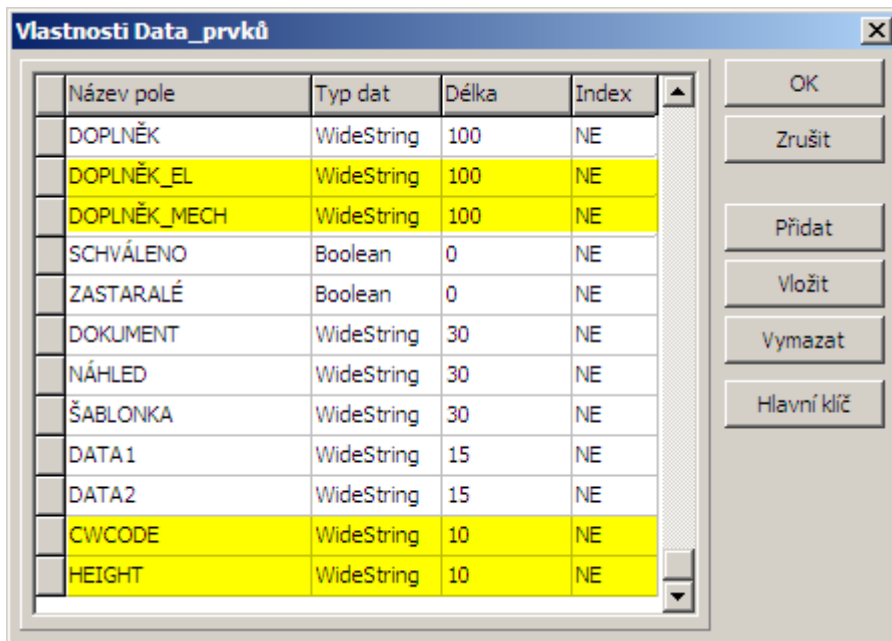 Vlastnosti Data_prvků
Název pole Typ dat Délka Index
DOPLNĚK WideString 100 NE
DOPLNĚK_EL WideString 100 NE
DOPLNĚK_MECH WideString 100 NE
SCHVÁLENO Boolean 0 NE
ZASTARALÉ Boolean 0 NE
DOKUMENT WideString 30 NE
NÁHLED WideString 30 NE
ŠABLONKA WideString 30 NE
DATA1 WideString 15 NE
DATA2 WideString 15 NE
CWCODE WideString 10 NE
HEIGHT WideString 10 NE
OK
Zrušit
Přidat
Vložit
Vymazat
Hlavní klíč